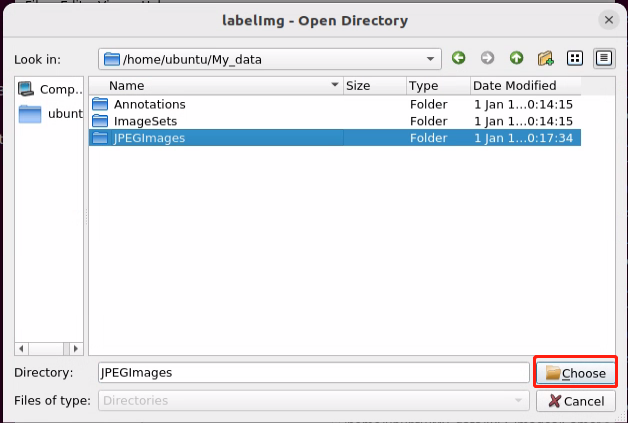 labelImg - Open Directory
Look in: /home/ubuntu/My_data
Comp..
ubunt
Name Size Type Date Modified
Annotations Folder 1 Jan 1...0:14:15
ImageSets Folder 1 Jan 1...0:14:15
JPEGImages Folder 1 Jan 1...0:17:34
Directory: JPEGImages Choose
Files of type: Directories Cancel